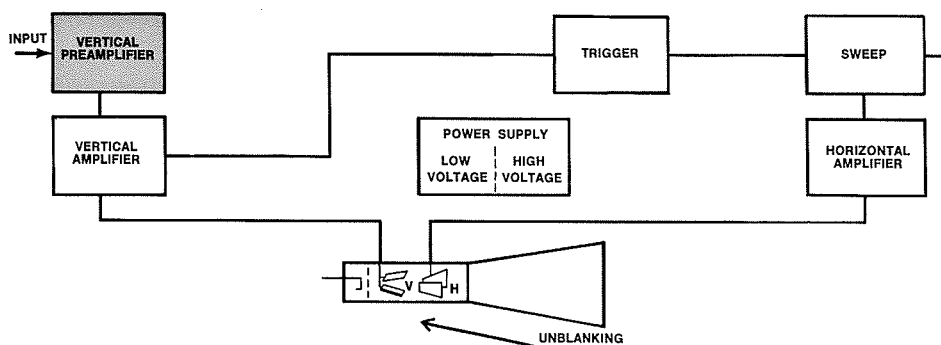 INPUT
VERTICAL
PREAMPLIFIER
TRIGGER
SWEEP
VERTICAL
AMPLIFIER
POWER SUPPLY
LOW
VOLTAGE
HIGH
VOLTAGE
HORIZONTAL
AMPLIFIER
V
H
UNBLANKING